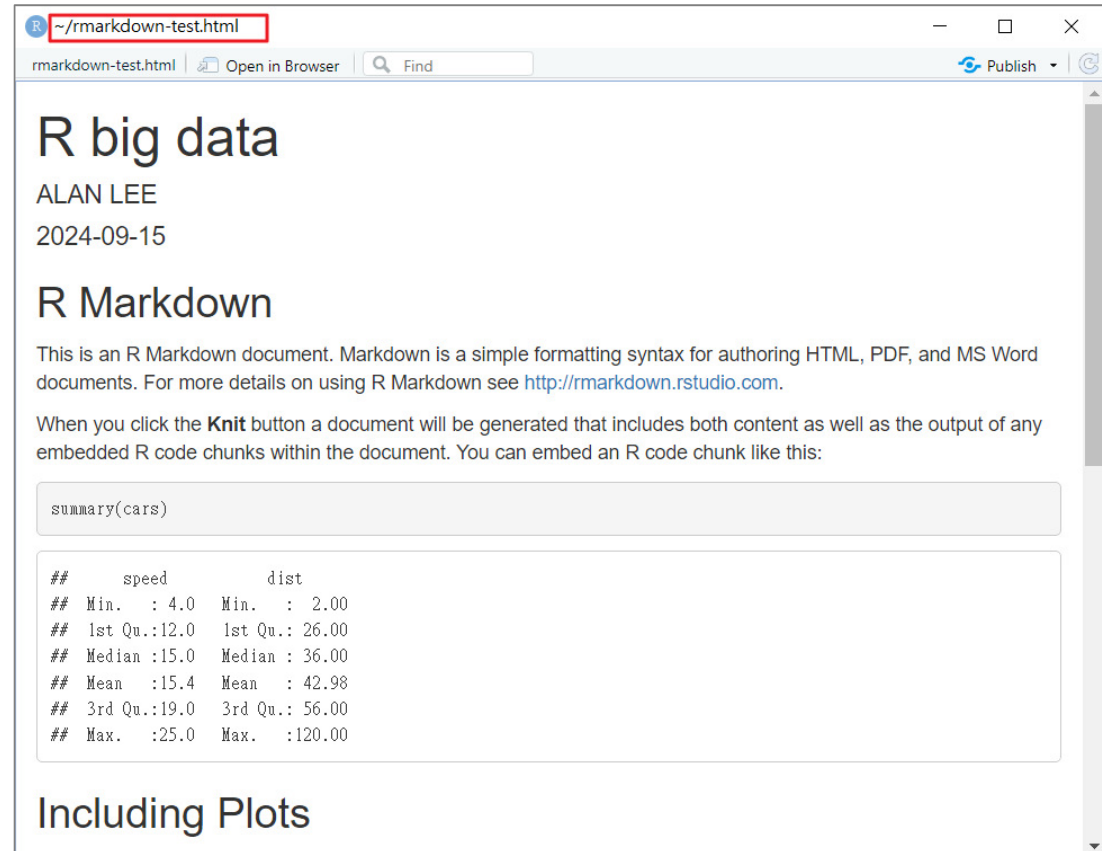 R ~/rmarkdown-test.html
rmarkdown-test.html Open in Browser Find Publish
R big data
ALAN LEE
2024-09-15
R Markdown
This is an R Markdown document. Markdown is a simple formatting syntax for authoring HTML, PDF, and MS Word
documents. For more details on using R Markdown see http://rmarkdown.rstudio.com.
When you click the Knit button a document will be generated that includes both content as well as the output of any
embedded R code chunks within the document. You can embed an R code chunk like this:
summary(cars)
##      speed           dist
##  Min.   : 4.0   Min.   :  2.00
##  1st Qu.:12.0   1st Qu.: 26.00
##  Median :15.0   Median : 36.00
##  Mean   :15.4   Mean   : 42.98
##  3rd Qu.:19.0   3rd Qu.: 56.00
##  Max.   :25.0   Max.   :120.00
Including Plots